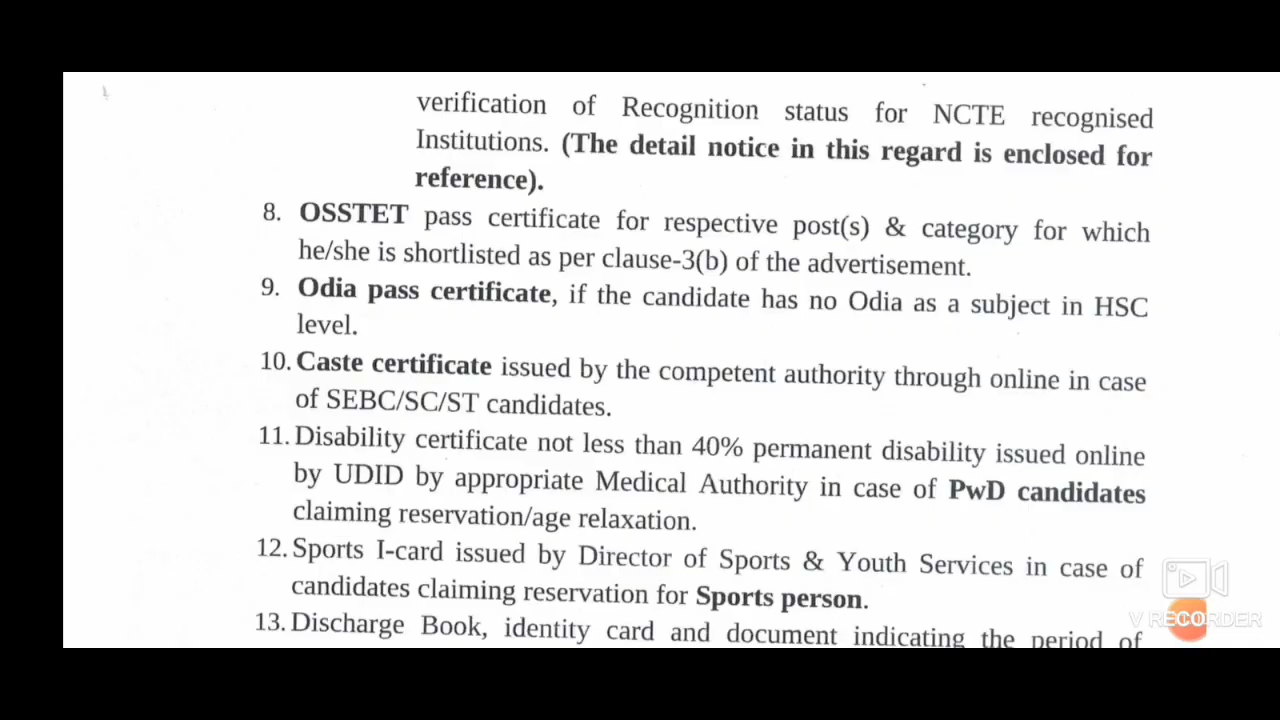 verification of Recognition status for NCTE recognised
Institutions. (The detail notice in this regard is enclosed for
reference).
8. OSSTET pass certificate for respective post(s) & category for which
he/she is shortlisted as per clause-3(b) of the advertisement.
9. Odia pass certificate, if the candidate has no Odia as a subject in HSC
level.
10. Caste certificate issued by the competent authority through online in case
of SEBC/SC/ST candidates.
11. Disability certificate not less than 40% permanent disability issued online
by UDID by appropriate Medical Authority in case of PwD candidates
claiming reservation/age relaxation.
12. Sports I-card issued by Director of Sports & Youth Services in case of
candidates claiming reservation for Sports person.
13. Discharge Book, identity card and document indicating the period of
V RECORDER